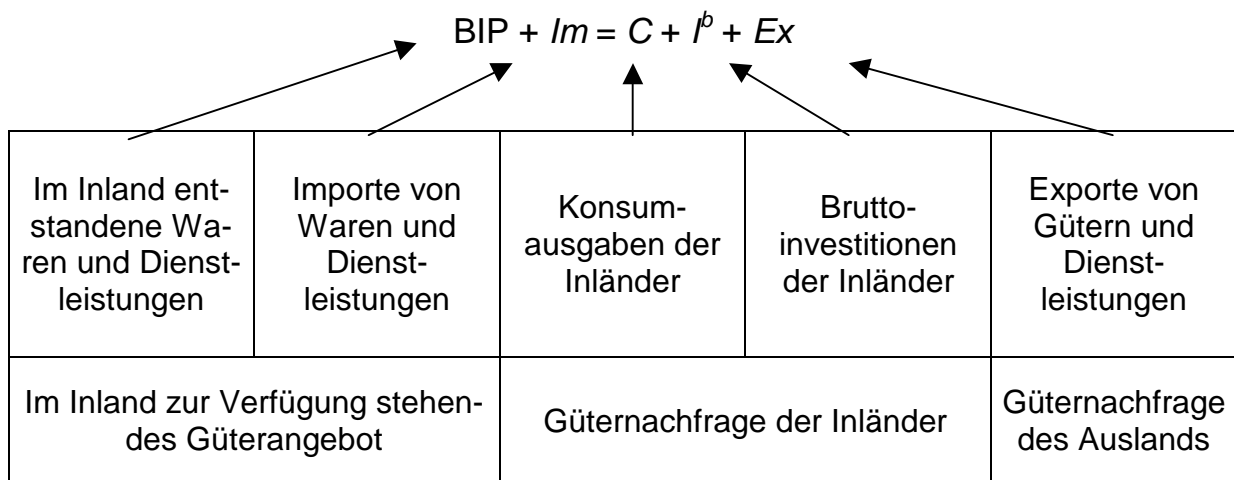 BIP + Im = C + I^b + Ex
Im Inland ent-
standene Wa-
ren und Dienst-
leistungen
Importe von
Waren und
Dienst-
leistungen
Konsum-
ausgaben der
Inländer
Brutto-
investitionen
der Inländer
Exporte von
Gütern und
Dienst-
leistungen
Im Inland zur Verfügung stehen-
des Güterangebot
Güternachfrage der Inländer
Güternachfrage
des Auslands